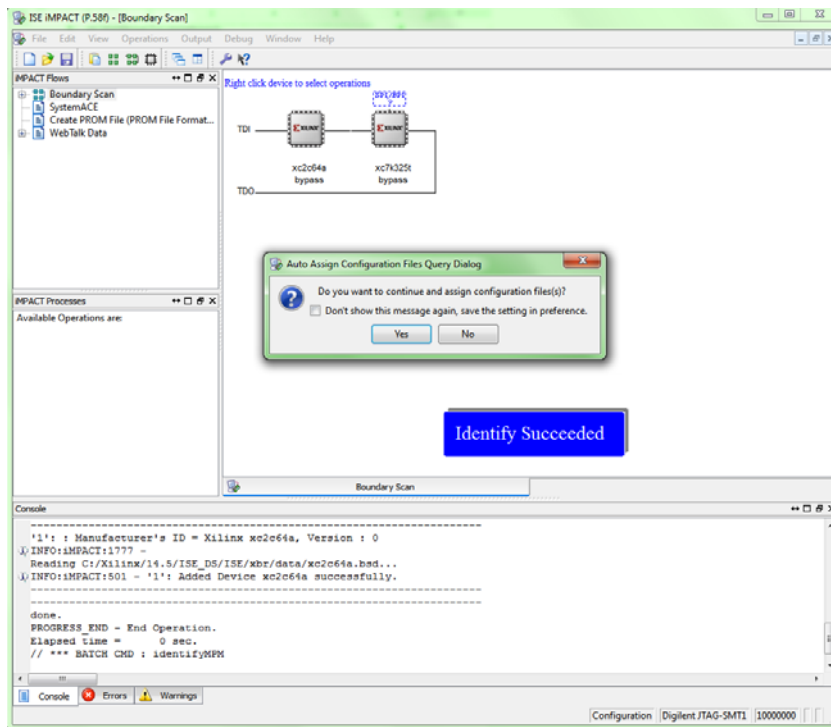 ISE iMPACT (P.58f) - [Boundary Scan]
File Edit View Operations Output Debug Window Help
iMPACT Flows
Boundary Scan
SystemACE
Create PROM File (PROM File Format...
WebTalk Data
Right click device to select operations
SPI/BPI
?
TDI
XILINX
XILINX
xc2c64a
bypass
xc7k325t
bypass
TDO
Auto Assign Configuration Files Query Dialog
Do you want to continue and assign configuration files(s)?
Don't show this message again, save the setting in preference.
Yes No
iMPACT Processes
Available Operations are:
Identify Succeeded
Boundary Scan
Console
----------------------------------------------------------------------
'1': : Manufacturer's ID = Xilinx xc2c64a, Version : 0
INFO:iMPACT:1777 -
Reading C:/Xilinx/14.5/ISE_DS/ISE/xbr/data/xc2c64a.bsd...
INFO:iMPACT:501 - '1': Added Device xc2c64a successfully.
----------------------------------------------------------------------
----------------------------------------------------------------------
done.
PROGRESS_END - End Operation.
Elapsed time = 0 sec.
// *** BATCH CMD : identifyMPM
Console Errors Warnings
Configuration Digilent JTAG-SMT1 10000000